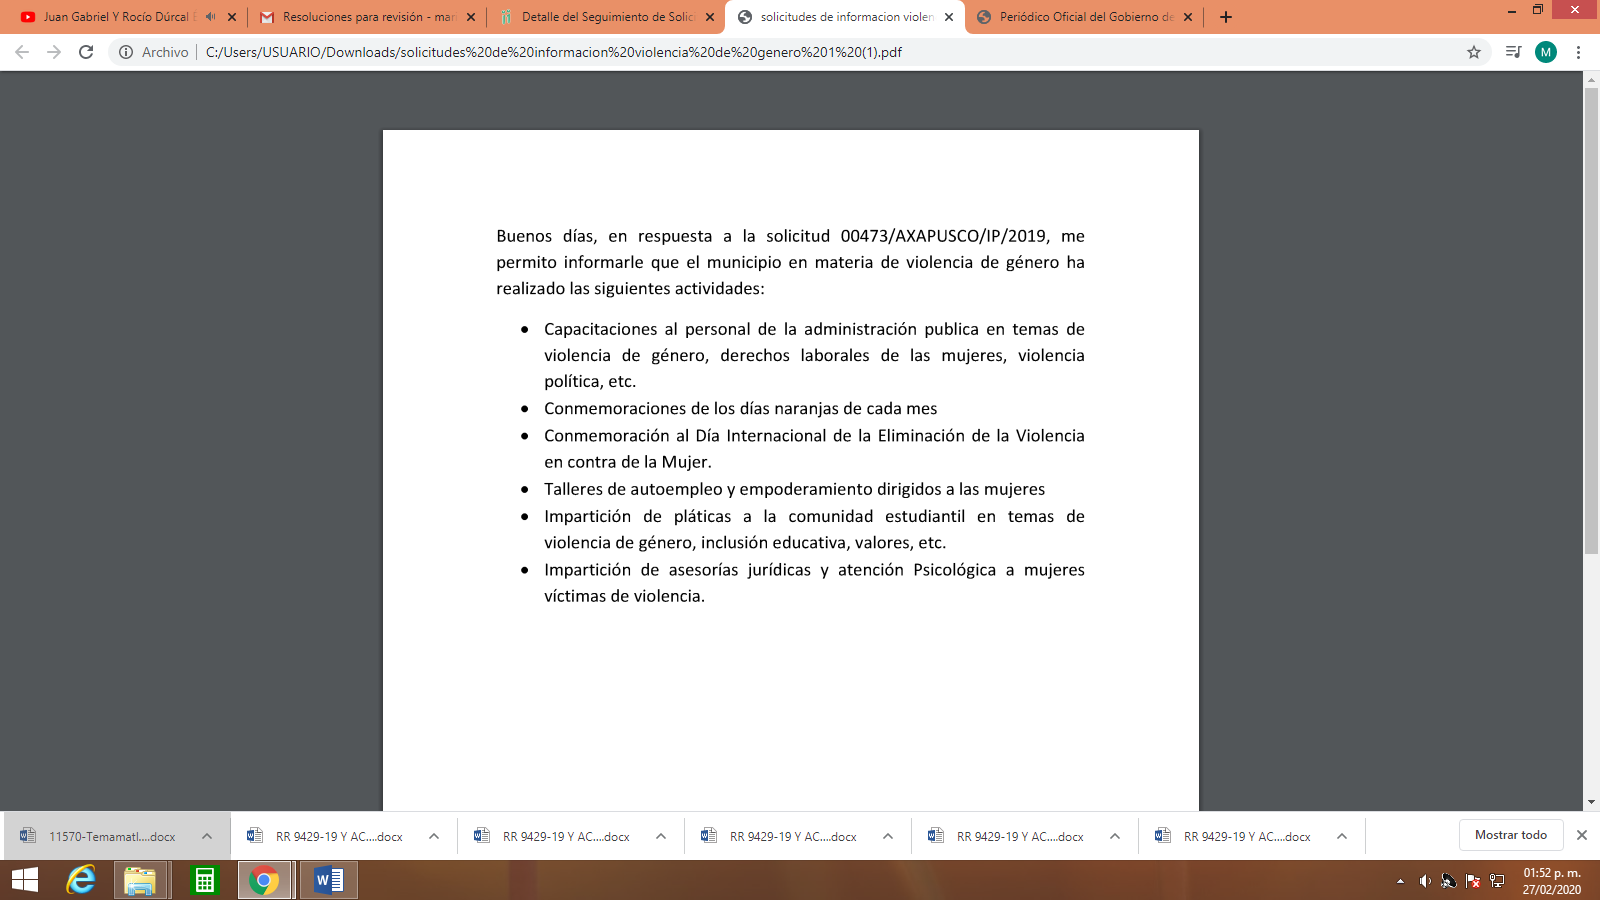 Juan Gabriel Y Rocío Dúrcal
Resoluciones para revisión - mar
Detalle del Seguimiento de Solici
solicitudes de informacion violen
Periódico Oficial del Gobierno de
Archivo
C:/Users/USUARIO/Downloads/solicitudes%20de%20informacion%20violencia%20de%20genero%201%20(1).pdf
M
Buenos días, en respuesta a la solicitud 00473/AXAPUSCO/IP/2019, me
permito informarle que el municipio en materia de violencia de género ha
realizado las siguientes actividades:
• Capacitaciones al personal de la administración publica en temas de
violencia de género, derechos laborales de las mujeres, violencia
política, etc.
• Conmemoraciones de los días naranjas de cada mes
• Conmemoración al Día Internacional de la Eliminación de la Violencia
en contra de la Mujer.
• Talleres de autoempleo y empoderamiento dirigidos a las mujeres
• Impartición de pláticas a la comunidad estudiantil en temas de
violencia de género, inclusión educativa, valores, etc.
• Impartición de asesorías jurídicas y atención Psicológica a mujeres
víctimas de violencia.
11570-Temamatl....docx
RR 9429-19 Y AC....docx
RR 9429-19 Y AC....docx
RR 9429-19 Y AC....docx
RR 9429-19 Y AC....docx
RR 9429-19 Y AC....docx
Mostrar todo
01:52 p. m.
27/02/2020